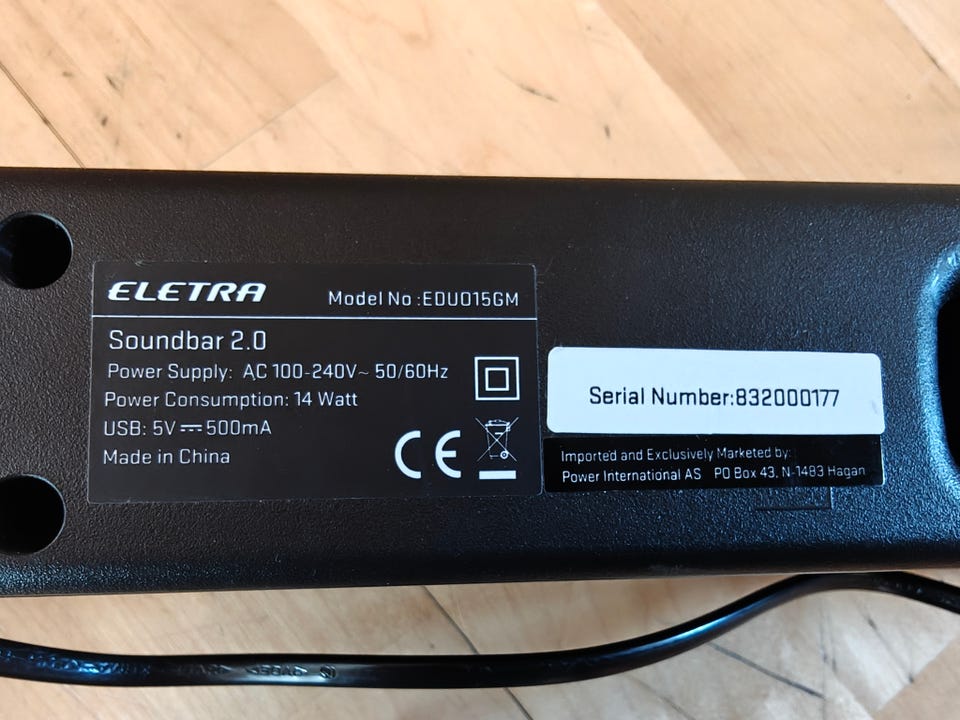 ELETRA
Model No :EDU015GM
Soundbar 2.0
Power Supply: AC 100-240V~ 50/60Hz
Power Consumption: 14 Watt
USB: 5V⎓500mA
Made in China
CE
Serial Number:832000177
Imported and Exclusively Marketed by:
Power International AS PO Box 43, N-1483 Hagan